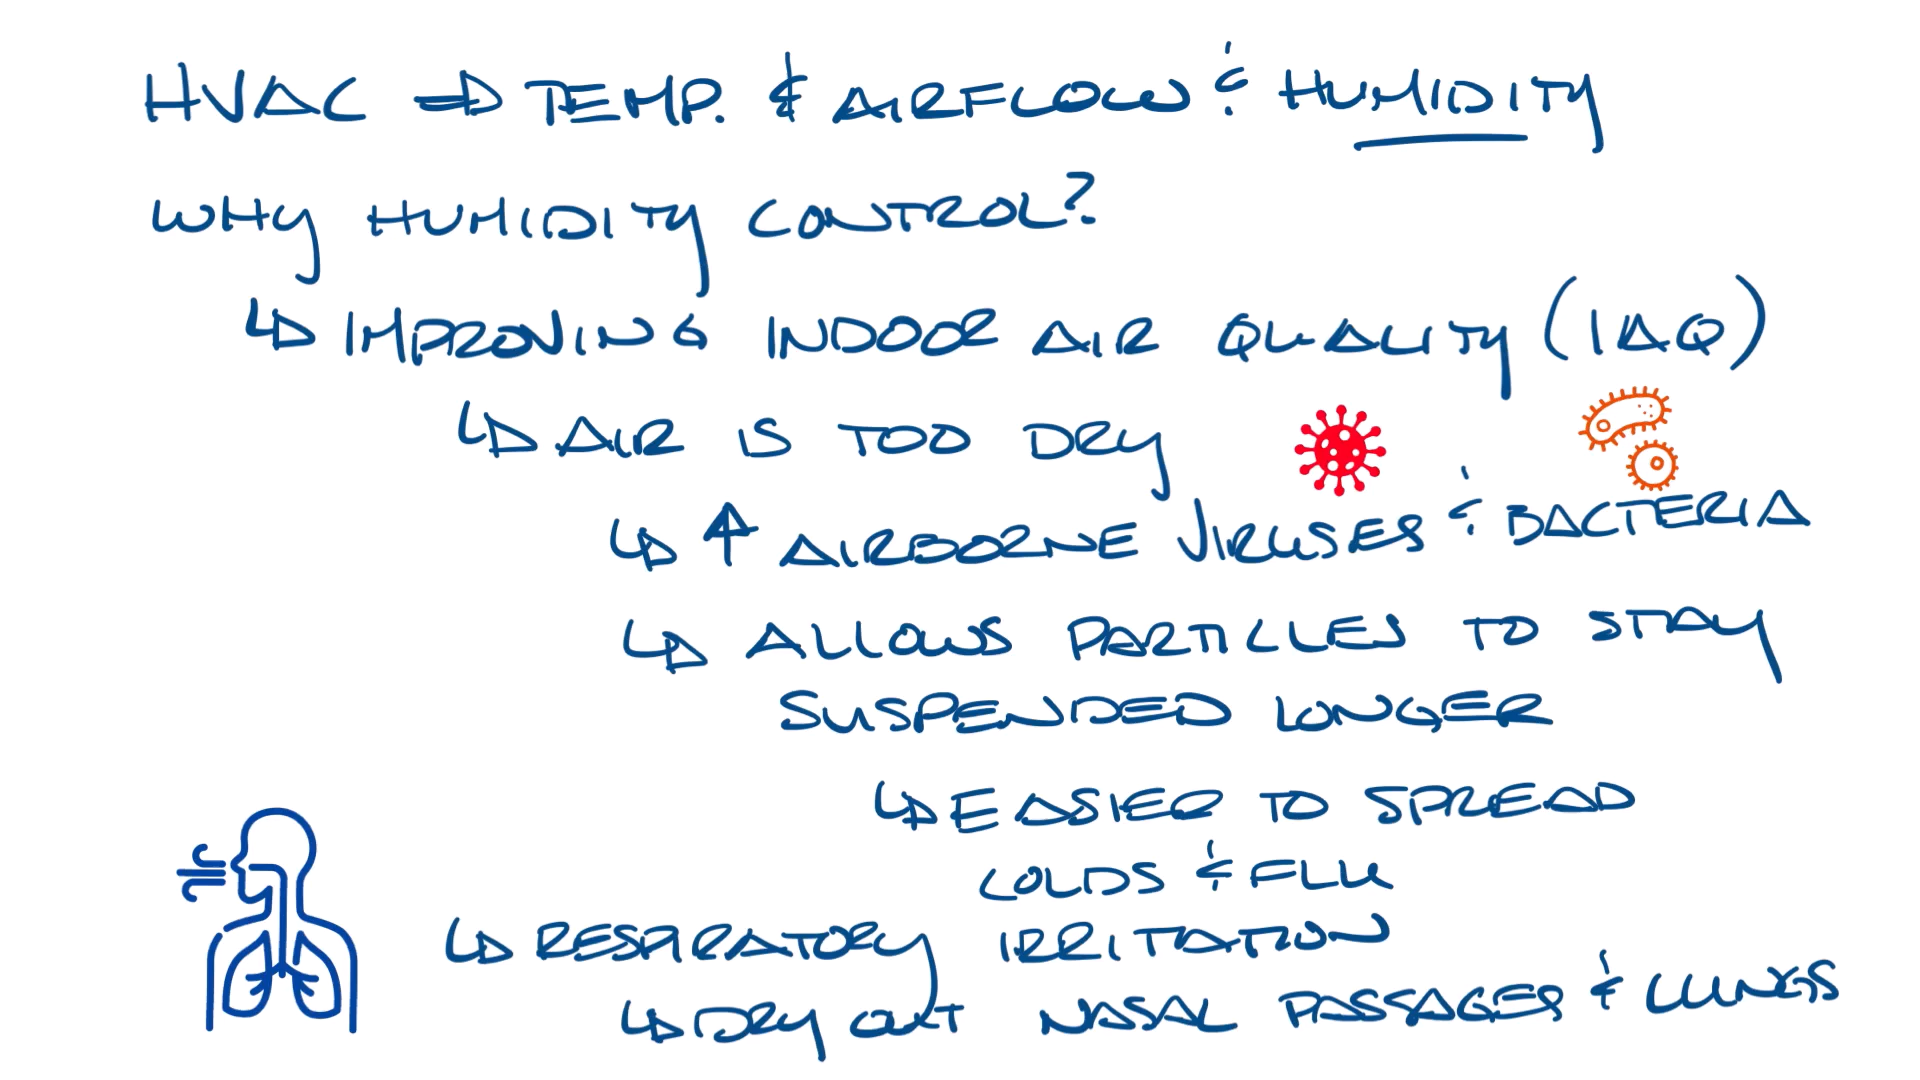 HVAC ⇒ TEMP. & AIRFLOW & HUMIDITY
WHY HUMIDITY CONTROL?
↳ IMPROVING INDOOR AIR QUALITY (IAQ)
↳ AIR IS TOO DRY
↳ ↑ AIRBORNE VIRUSES & BACTERIA
↳ ALLOWS PARTICLES TO STAY
SUSPENDED LONGER
↳ EASIER TO SPREAD
COLDS & FLU
↳ RESPIRATORY IRRITATION
↳ DRY OUT NASAL PASSAGES & LUNGS